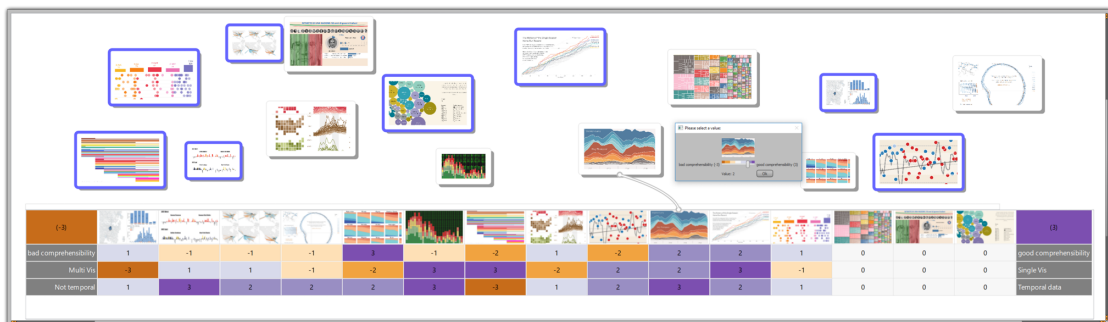 Please select a value:
bad comprehensibility (-3)
good comprehensibility (3)
Value: 2
Ok
(-3) (3)
bad comprehensibility 1 -1 -1 -1 3 -1 -2 1 -2 2 2 1 0 0 0 good comprehensibility
Multi Vis -3 1 1 -1 -2 3 3 -2 2 2 3 -1 0 0 0 Single Vis
Not temporal 1 3 2 2 2 3 -3 1 2 3 2 1 0 0 0 Temporal data